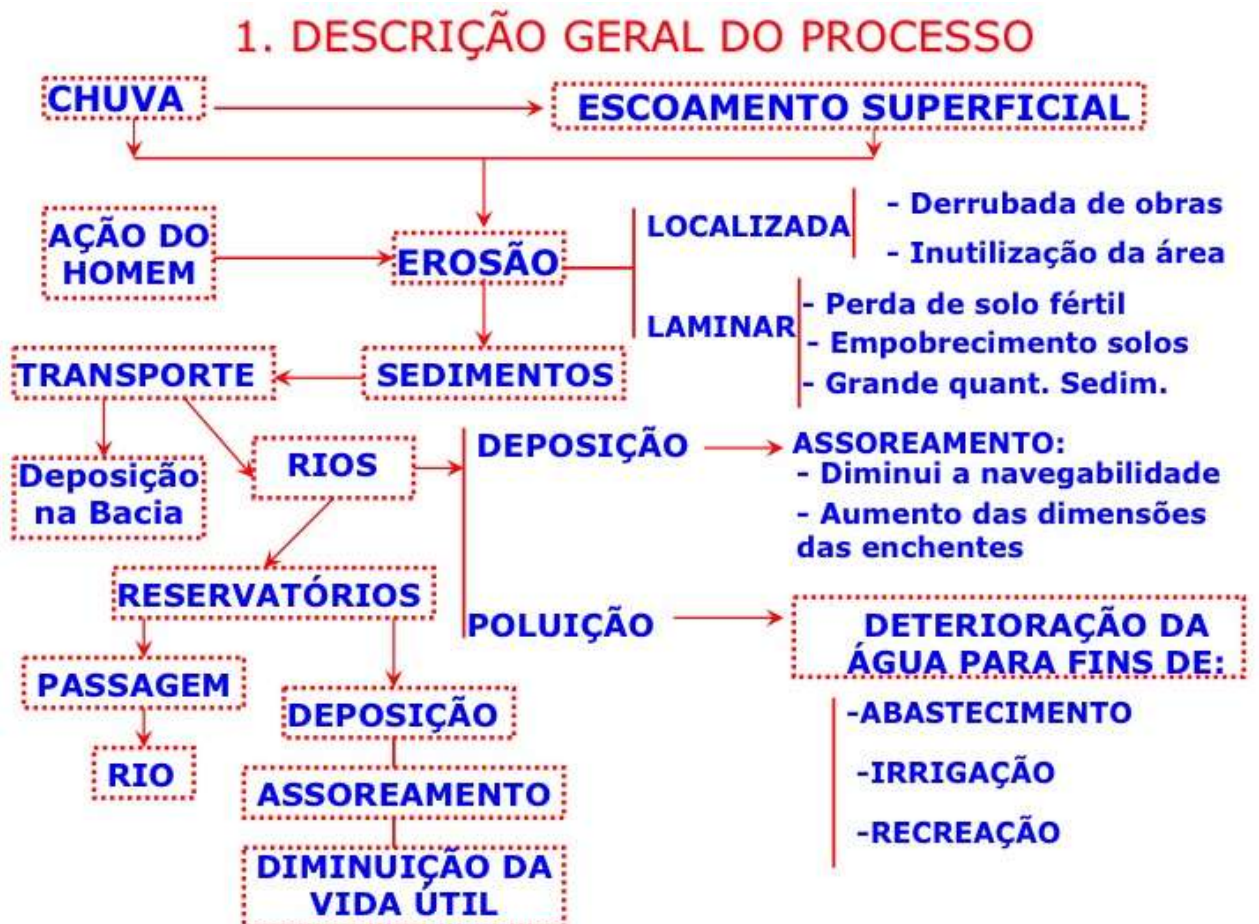 1. DESCRIÇÃO GERAL DO PROCESSO
CHUVA
ESCOAMENTO SUPERFICIAL
AÇÃO DO
HOMEM
EROSÃO
LOCALIZADA
- Derrubada de obras
- Inutilização da área
LAMINAR
- Perda de solo fértil
- Empobrecimento solos
- Grande quant. Sedim.
TRANSPORTE
SEDIMENTOS
Deposição
na Bacia
RIOS
DEPOSIÇÃO
ASSOREAMENTO:
- Diminui a navegabilidade
- Aumento das dimensões
das enchentes
RESERVATÓRIOS
POLUIÇÃO
DETERIORAÇÃO DA
ÁGUA PARA FINS DE:
-ABASTECIMENTO
-IRRIGAÇÃO
-RECREAÇÃO
PASSAGEM
RIO
DEPOSIÇÃO
ASSOREAMENTO
DIMINUIÇÃO DA
VIDA ÚTIL